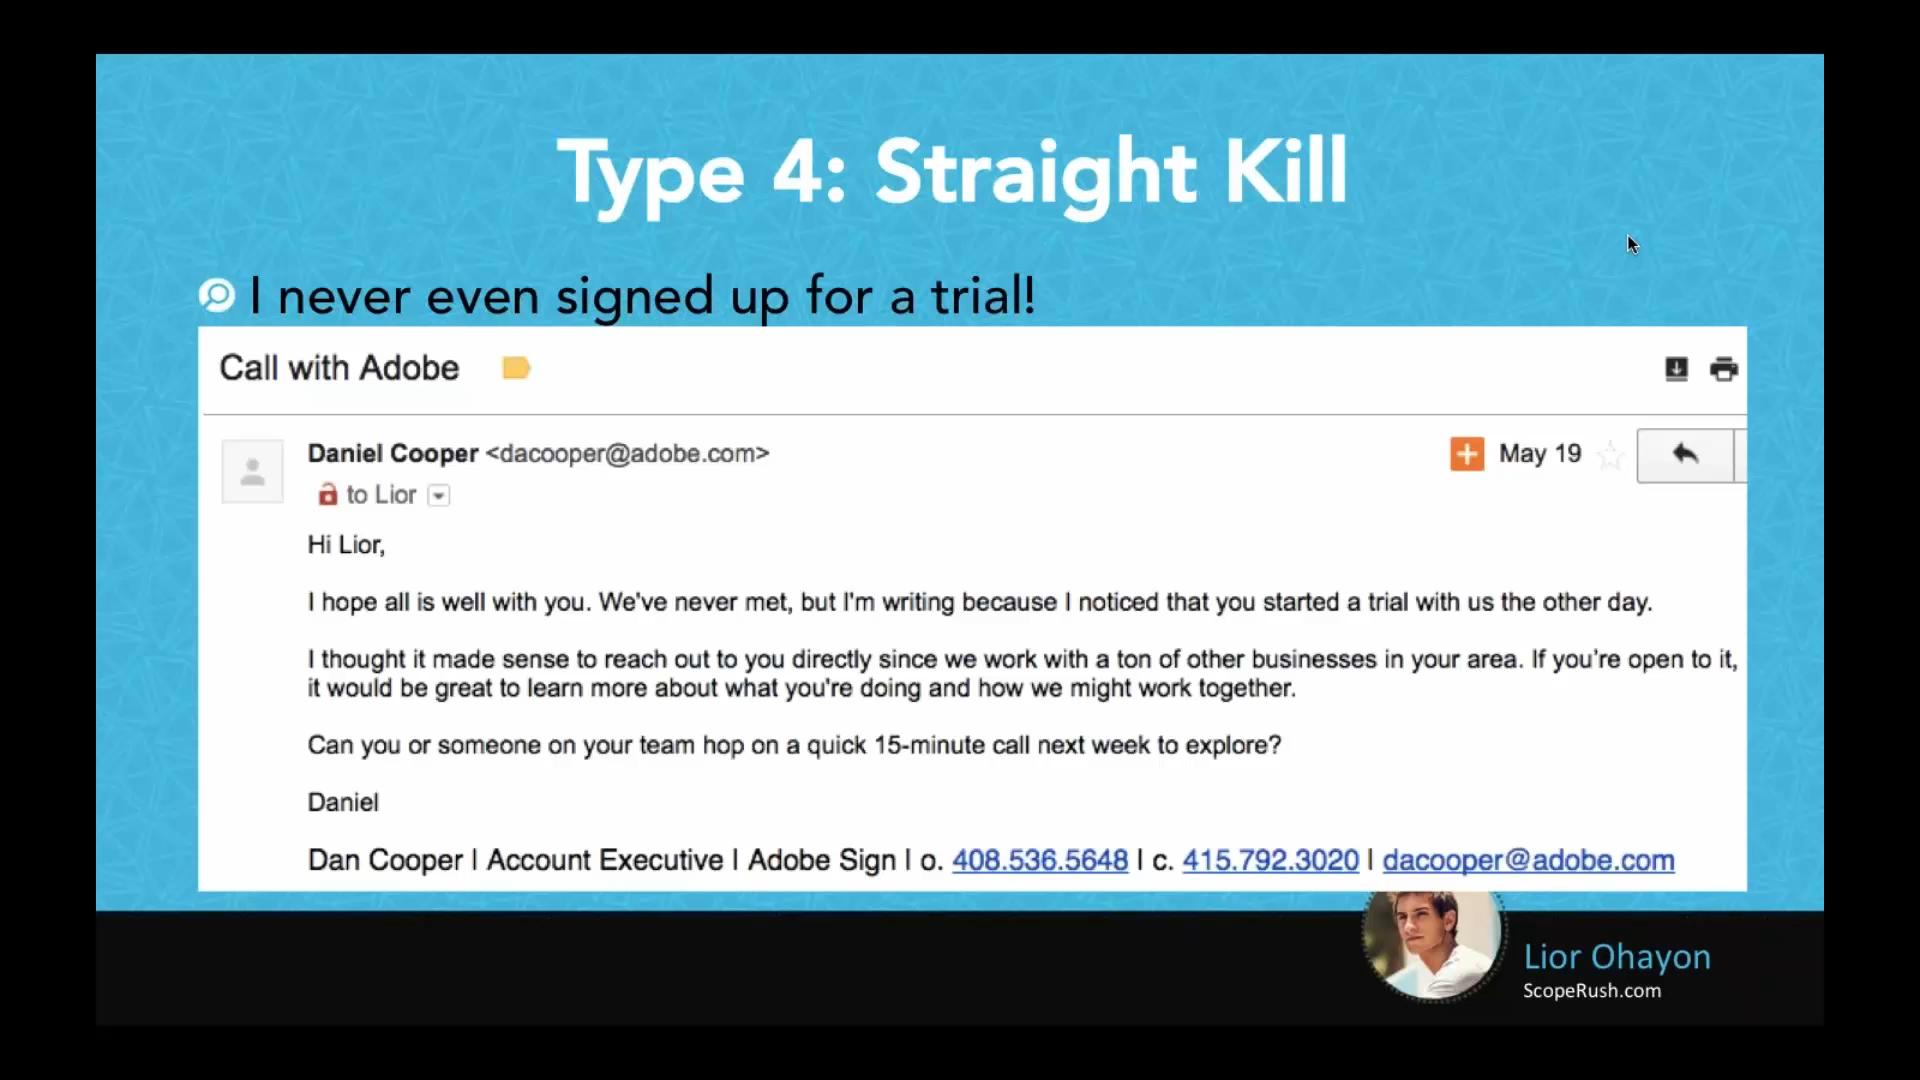 Type 4: Straight Kill
I never even signed up for a trial!
Call with Adobe
Daniel Cooper <dacooper@adobe.com>
May 19
to Lior
Hi Lior,
I hope all is well with you. We've never met, but I'm writing because I noticed that you started a trial with us the other day.
I thought it made sense to reach out to you directly since we work with a ton of other businesses in your area. If you're open to it,
it would be great to learn more about what you're doing and how we might work together.
Can you or someone on your team hop on a quick 15-minute call next week to explore?
Daniel
Dan Cooper | Account Executive | Adobe Sign | o. 408.536.5648 | c. 415.792.3020 | dacooper@adobe.com
Lior Ohayon
ScopeRush.com